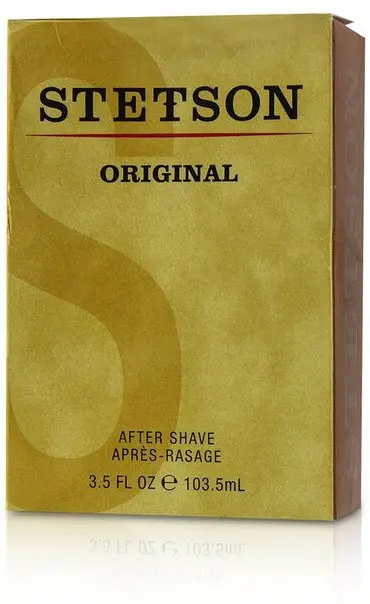 STETSON
ORIGINAL
AFTER SHAVE
APRÈS-RASAGE
3.5 FL OZ ℮ 103.5mL